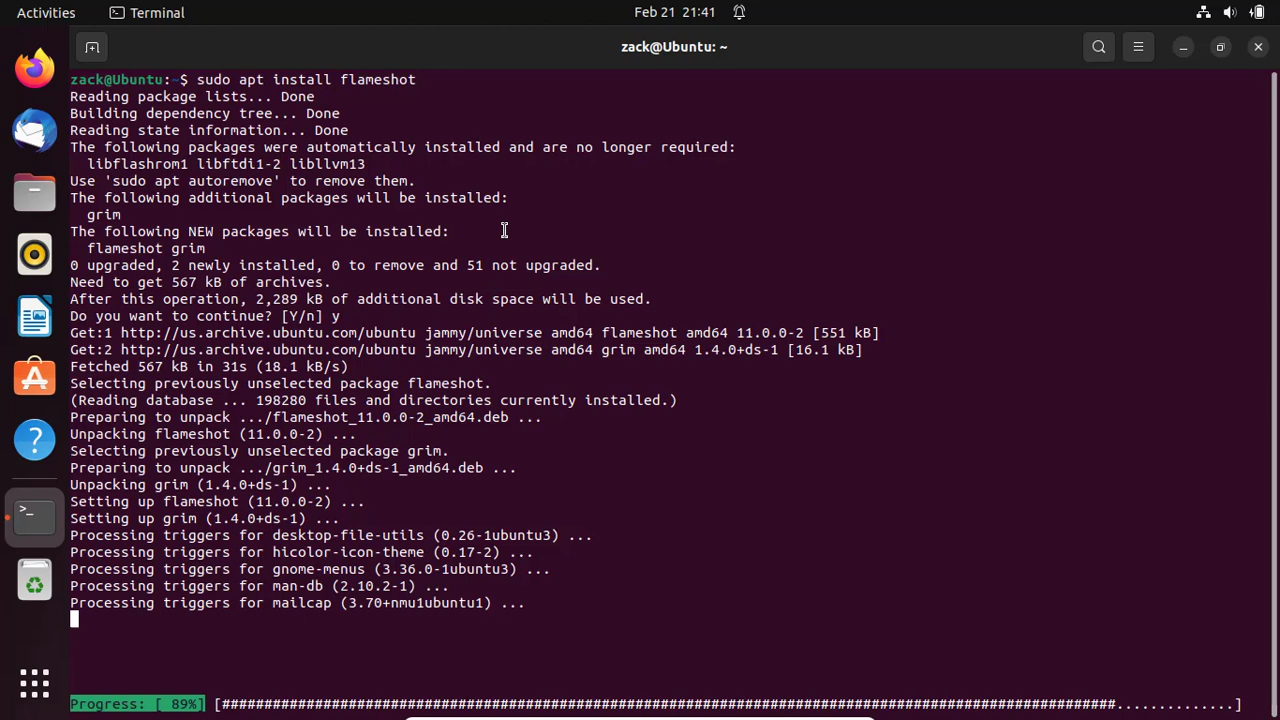 Activities Terminal Feb 21 21:41
zack@Ubuntu: ~
zack@Ubuntu:~$ sudo apt install flameshot
Reading package lists... Done
Building dependency tree... Done
Reading state information... Done
The following packages were automatically installed and are no longer required:
  libflashrom1 libftdi1-2 libllvm13
Use 'sudo apt autoremove' to remove them.
The following additional packages will be installed:
  grim
The following NEW packages will be installed:
  flameshot grim
0 upgraded, 2 newly installed, 0 to remove and 51 not upgraded.
Need to get 567 kB of archives.
After this operation, 2,289 kB of additional disk space will be used.
Do you want to continue? [Y/n] y
Get:1 http://us.archive.ubuntu.com/ubuntu jammy/universe amd64 flameshot amd64 11.0.0-2 [551 kB]
Get:2 http://us.archive.ubuntu.com/ubuntu jammy/universe amd64 grim amd64 1.4.0+ds-1 [16.1 kB]
Fetched 567 kB in 31s (18.1 kB/s)
Selecting previously unselected package flameshot.
(Reading database ... 198280 files and directories currently installed.)
Preparing to unpack .../flameshot_11.0.0-2_amd64.deb ...
Unpacking flameshot (11.0.0-2) ...
Selecting previously unselected package grim.
Preparing to unpack .../grim_1.4.0+ds-1_amd64.deb ...
Unpacking grim (1.4.0+ds-1) ...
Setting up flameshot (11.0.0-2) ...
Setting up grim (1.4.0+ds-1) ...
Processing triggers for desktop-file-utils (0.26-1ubuntu3) ...
Processing triggers for hicolor-icon-theme (0.17-2) ...
Processing triggers for gnome-menus (3.36.0-1ubuntu3) ...
Processing triggers for man-db (2.10.2-1) ...
Processing triggers for mailcap (3.70+nmu1ubuntu1) ...
Progress: [ 89%] [##########################################################################################################..............]